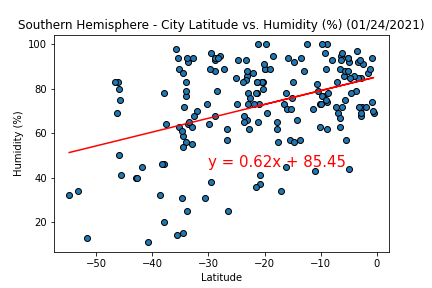 Southern Hemisphere - City Latitude vs. Humidity (%) (01/24/2021)
100
80
60
40
20
Humidity (%)
y = 0.62x + 85.45
−50
−40
−30
−20
−10
0
Latitude